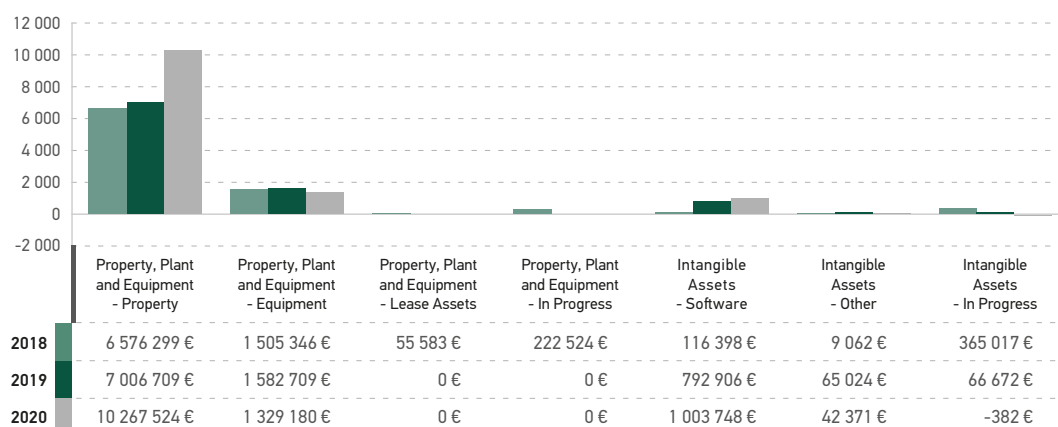 12 000
10 000
8 000
6 000
4 000
2 000
0
-2 000
Property, Plant
and Equipment
- Property
Property, Plant
and Equipment
- Equipment
Property, Plant
and Equipment
- Lease Assets
Property, Plant
and Equipment
- In Progress
Intangible
Assets
- Software
Intangible
Assets
- Other
Intangible
Assets
- In Progress
2018 6 576 299 € 1 505 346 € 55 583 € 222 524 € 116 398 € 9 062 € 365 017 €
2019 7 006 709 € 1 582 709 € 0 € 0 € 792 906 € 65 024 € 66 672 €
2020 10 267 524 € 1 329 180 € 0 € 0 € 1 003 748 € 42 371 € -382 €